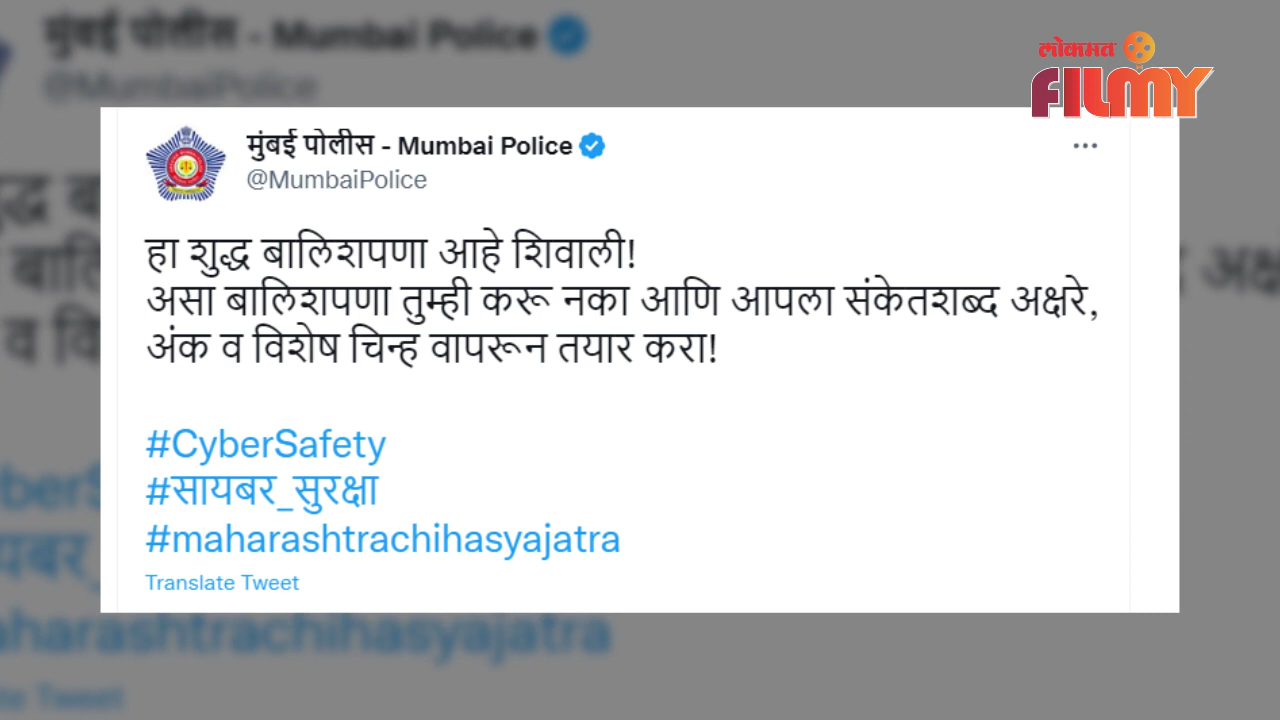 लोकमत
FILMY
मुंबई पोलीस - Mumbai Police
@MumbaiPolice
हा शुद्ध बालिशपणा आहे शिवाली!
असा बालिशपणा तुम्ही करू नका आणि आपला संकेतशब्द अक्षरे,
अंक व विशेष चिन्ह वापरून तयार करा!
#CyberSafety
#सायबर_सुरक्षा
#maharashtrachihasyajatra
Translate Tweet